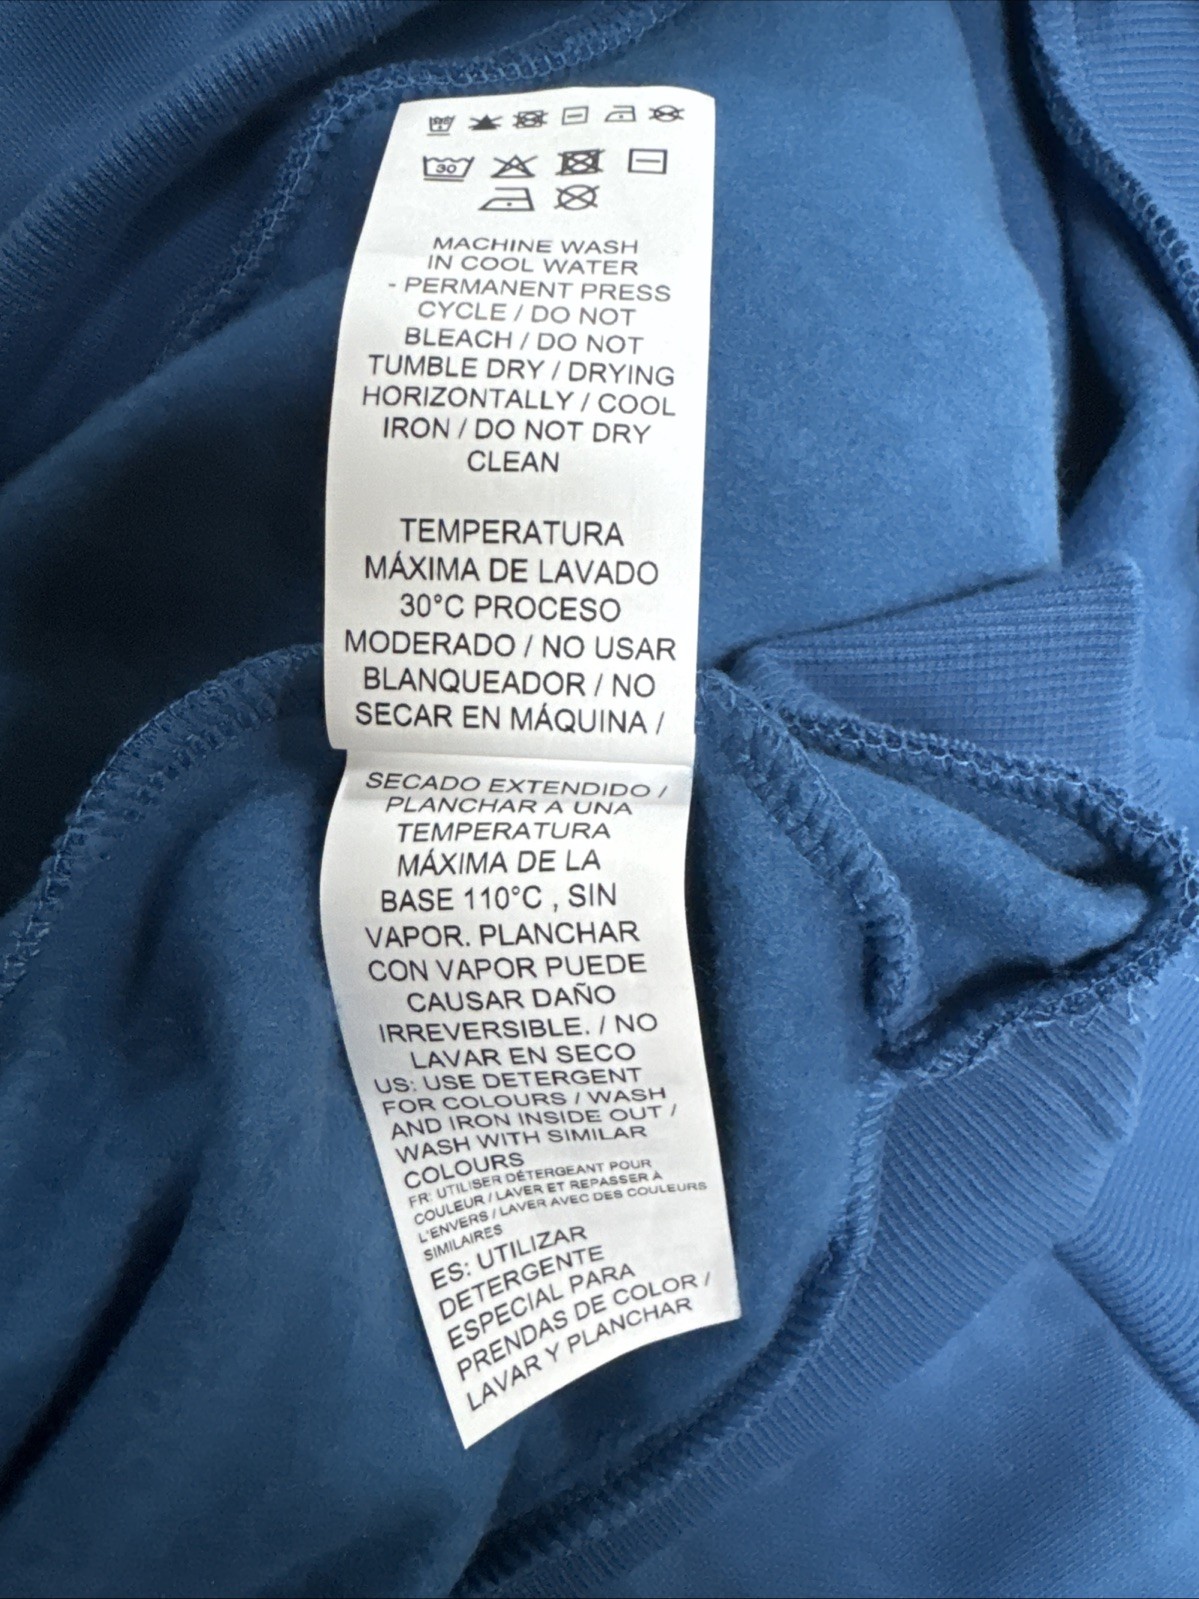 30
MACHINE WASH
IN COOL WATER
- PERMANENT PRESS
CYCLE / DO NOT
BLEACH / DO NOT
TUMBLE DRY / DRYING
HORIZONTALLY / COOL
IRON / DO NOT DRY
CLEAN
TEMPERATURA
MÁXIMA DE LAVADO
30°C PROCESO
MODERADO / NO USAR
BLANQUEADOR / NO
SECAR EN MÁQUINA /
SECADO EXTENDIDO /
PLANCHAR A UNA
TEMPERATURA
MÁXIMA DE LA
BASE 110°C , SIN
VAPOR. PLANCHAR
CON VAPOR PUEDE
CAUSAR DAÑO
IRREVERSIBLE. / NO
LAVAR EN SECO
US: USE DETERGENT
FOR COLOURS / WASH
AND IRON INSIDE OUT /
WASH WITH SIMILAR
COLOURS
FR: UTILISER DÉTERGEANT POUR
COULEUR / LAVER ET REPASSER À
L'ENVERS / LAVER AVEC DES COULEURS
SIMILAIRES
ES: UTILIZAR
DETERGENTE
ESPECIAL PARA
PRENDAS DE COLOR /
LAVAR Y PLANCHAR